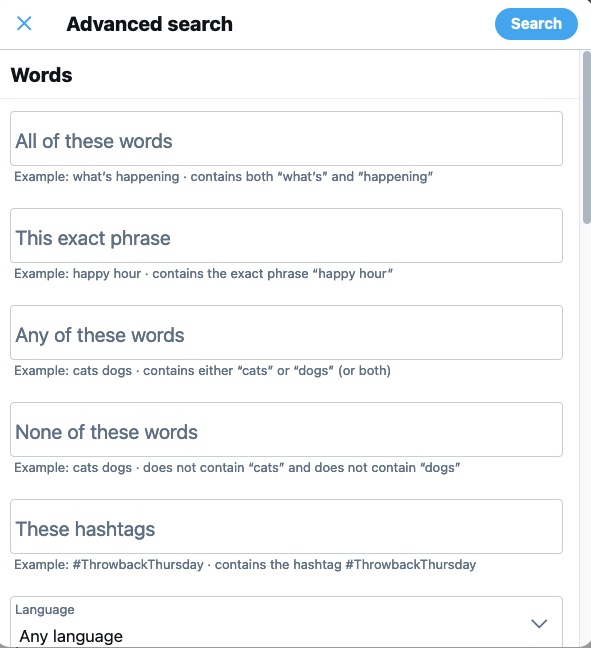 Advanced search
Search
Words
All of these words
Example: what’s happening · contains both “what’s” and “happening”
This exact phrase
Example: happy hour · contains the exact phrase “happy hour”
Any of these words
Example: cats dogs · contains either “cats” or “dogs” (or both)
None of these words
Example: cats dogs · does not contain “cats” and does not contain “dogs”
These hashtags
Example: #ThrowbackThursday · contains the hashtag #ThrowbackThursday
Language
Any language